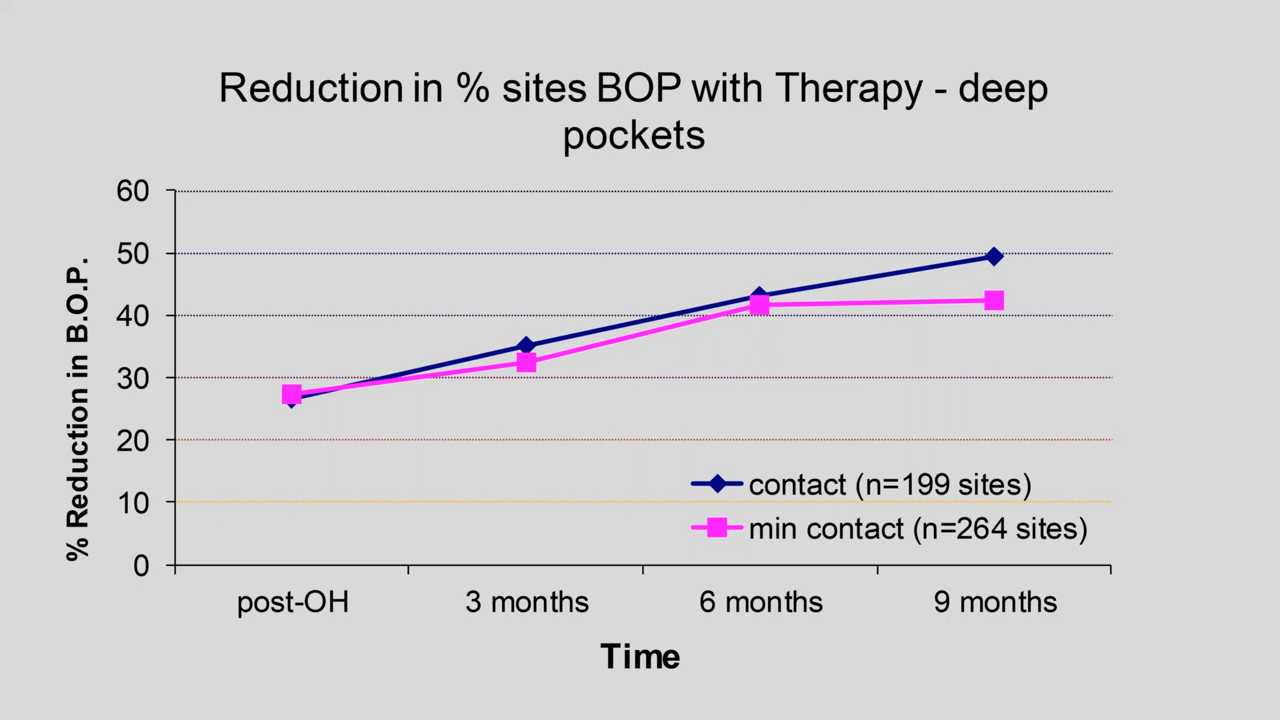 Reduction in % sites BOP with Therapy - deep
pockets
60
50
40
30
20
10
0
% Reduction in B.O.P.
contact (n=199 sites)
min contact (n=264 sites)
post-OH
3 months
6 months
9 months
Time